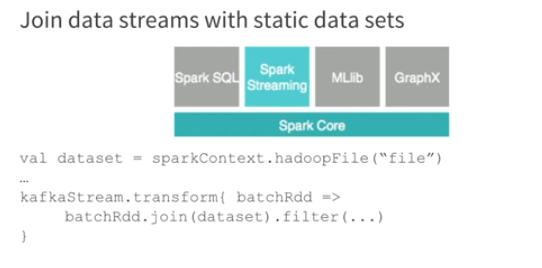 Join data streams with static data sets
Spark SQL
Spark
Streaming
MLlib
GraphX
Spark Core
val dataset = sparkContext.hadoopFile(“file”)
…
kafkaStream.transform{ batchRdd =>
batchRdd.join(dataset).filter(...)
}